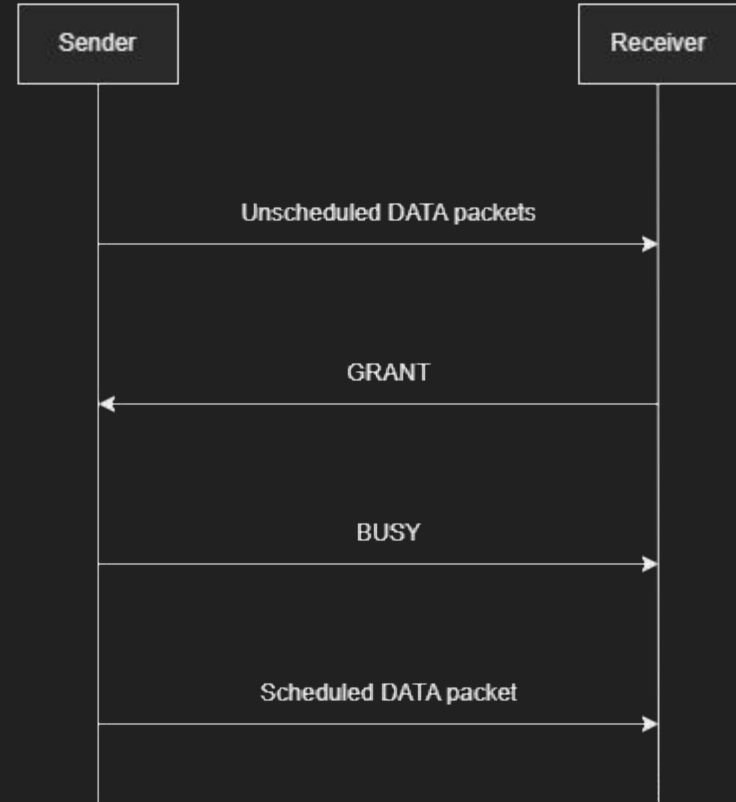 Sender
Receiver
Unscheduled DATA packets
GRANT
BUSY
Scheduled DATA packet